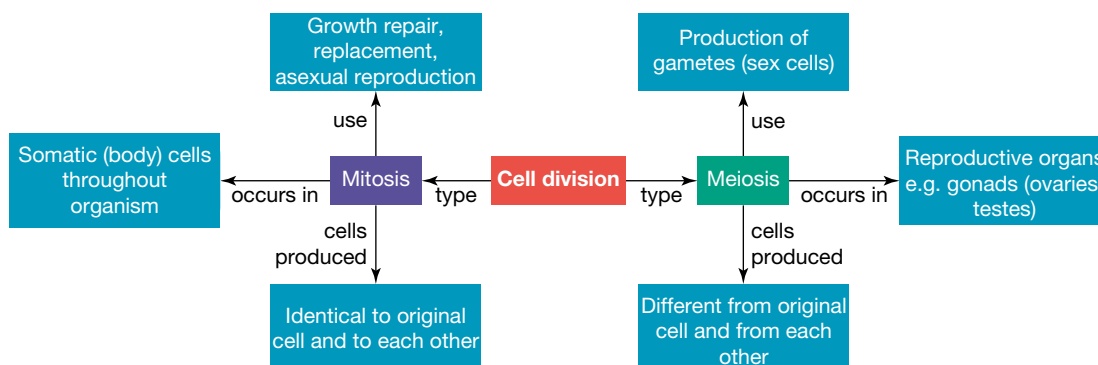 Growth repair,
replacement,
asexual reproduction
Production of
gametes (sex cells)
use
use
Somatic (body) cells
throughout
organism
occurs in
Mitosis
type
Cell division
type
Meiosis
occurs in
Reproductive organs
e.g. gonads (ovaries
testes)
cells
produced
cells
produced
Identical to original
cell and to each other
Different from original
cell and from each
other